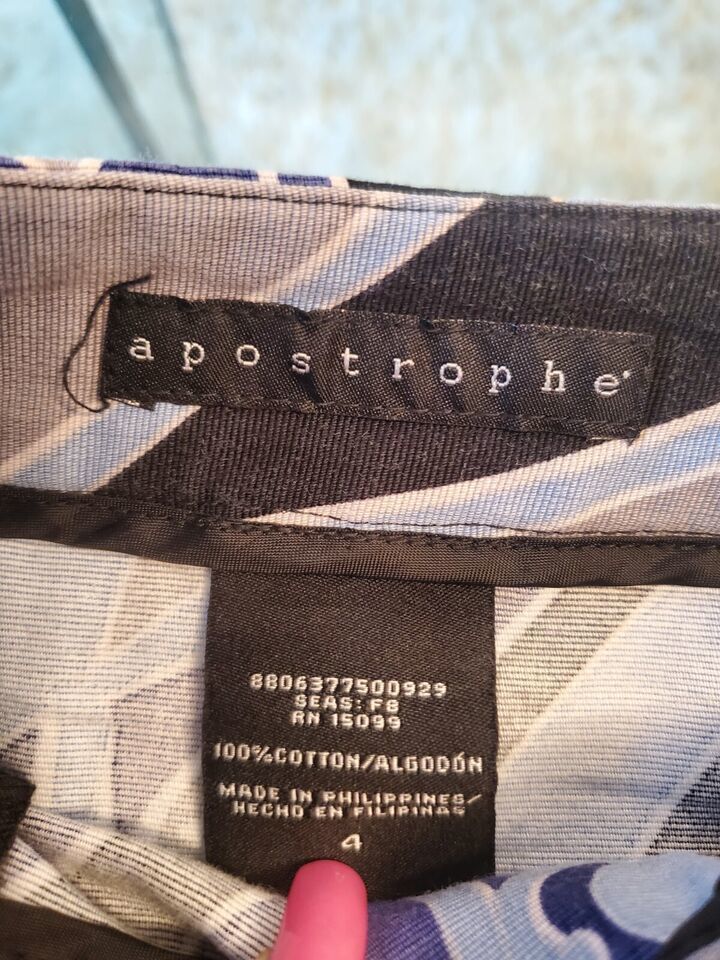 apostrophe
8806377500929
SEAS: F8
RN 15099
100%COTTON/ALGODÓN
MADE IN PHILIPPINES/
HECHO EN FILIPINAS
4